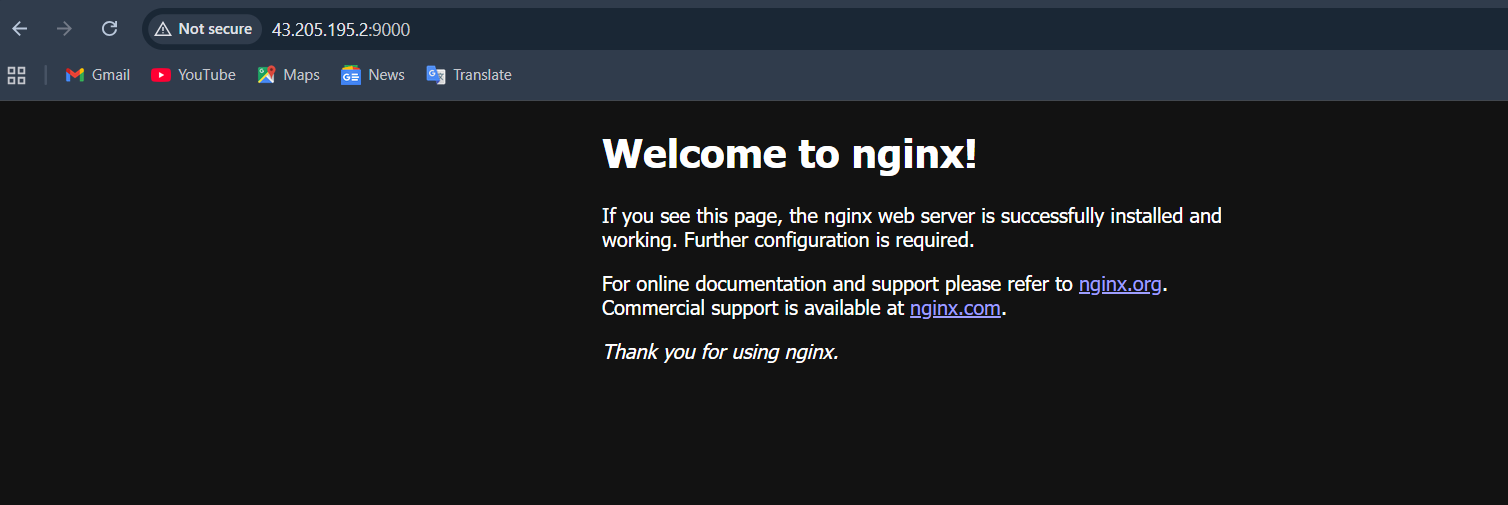 Not secure 43.205.195.2:9000
Gmail YouTube Maps News Translate
Welcome to nginx!
If you see this page, the nginx web server is successfully installed and
working. Further configuration is required.
For online documentation and support please refer to nginx.org.
Commercial support is available at nginx.com.
Thank you for using nginx.